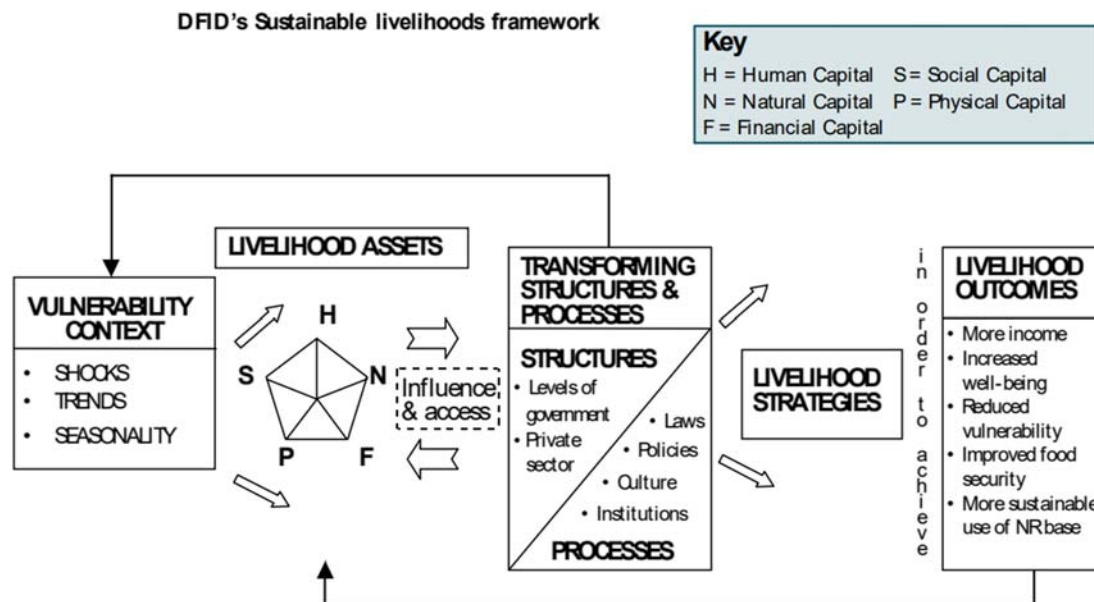 DFID's Sustainable livelihoods framework
Key
H = Human Capital S = Social Capital
N = Natural Capital P = Physical Capital
F = Financial Capital
LIVELIHOOD ASSETS
VULNERABILITY
CONTEXT
• SHOCKS
• TRENDS
• SEASONALITY
H
S
N
P
F
Influence
& access
TRANSFORMING
STRUCTURES &
PROCESSES
STRUCTURES
• Levels of
government
• Private
sector
• Laws
• Policies
• Culture
• Institutions
PROCESSES
LIVELIHOOD
STRATEGIES
in order to achieve
LIVELIHOOD
OUTCOMES
• More income
• Increased
well-being
• Reduced
vulnerability
• Improved food
security
• More sustainable
use of NR base